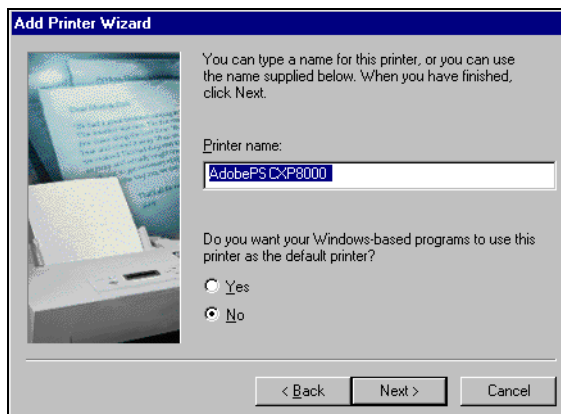 Add Printer Wizard
You can type a name for this printer, or you can use
the name supplied below. When you have finished,
click Next.
Printer name:
AdobePS CXP8000
Do you want your Windows-based programs to use this
printer as the default printer?
Yes
No
< Back
Next >
Cancel